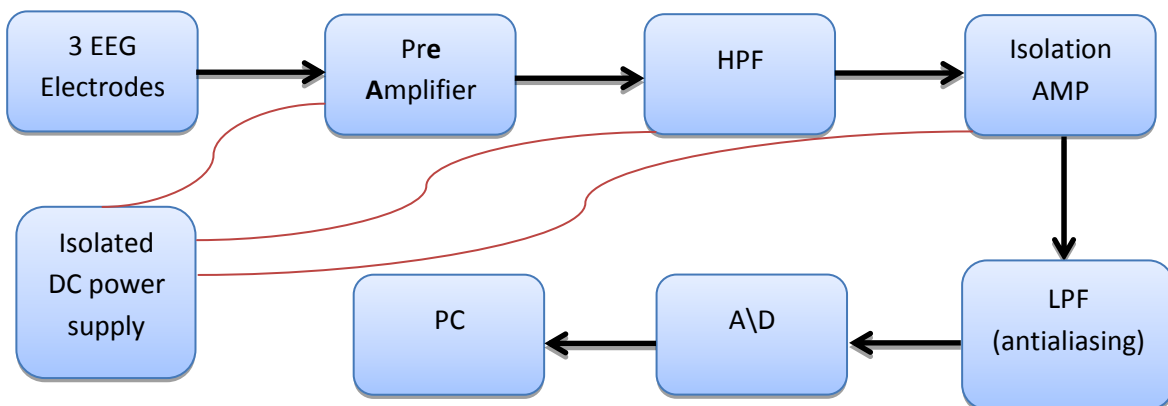 3 EEG
Electrodes
Pre
Amplifier
HPF
Isolation
AMP
Isolated
DC power
supply
PC
A\D
LPF
(antialiasing)